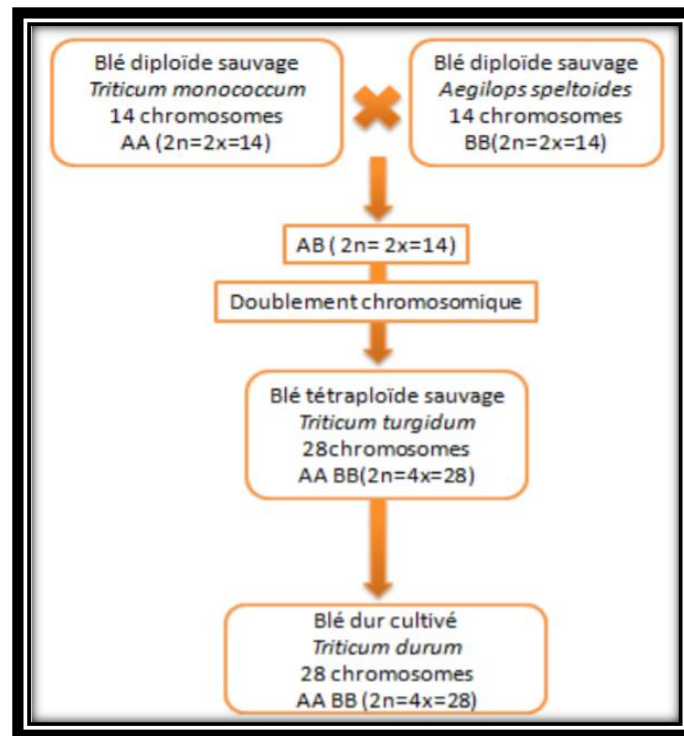 Blé diploïde sauvage
Triticum monococcum
14 chromosomes
AA (2n=2x=14)
Blé diploïde sauvage
Aegilops speltoides
14 chromosomes
BB(2n=2x=14)
AB ( 2n= 2x=14)
Doublement chromosomique
Blé tétraploïde sauvage
Triticum turgidum
28chromosomes
AA BB(2n=4x=28)
Blé dur cultivé
Triticum durum
28 chromosomes
AA BB (2n=4x=28)